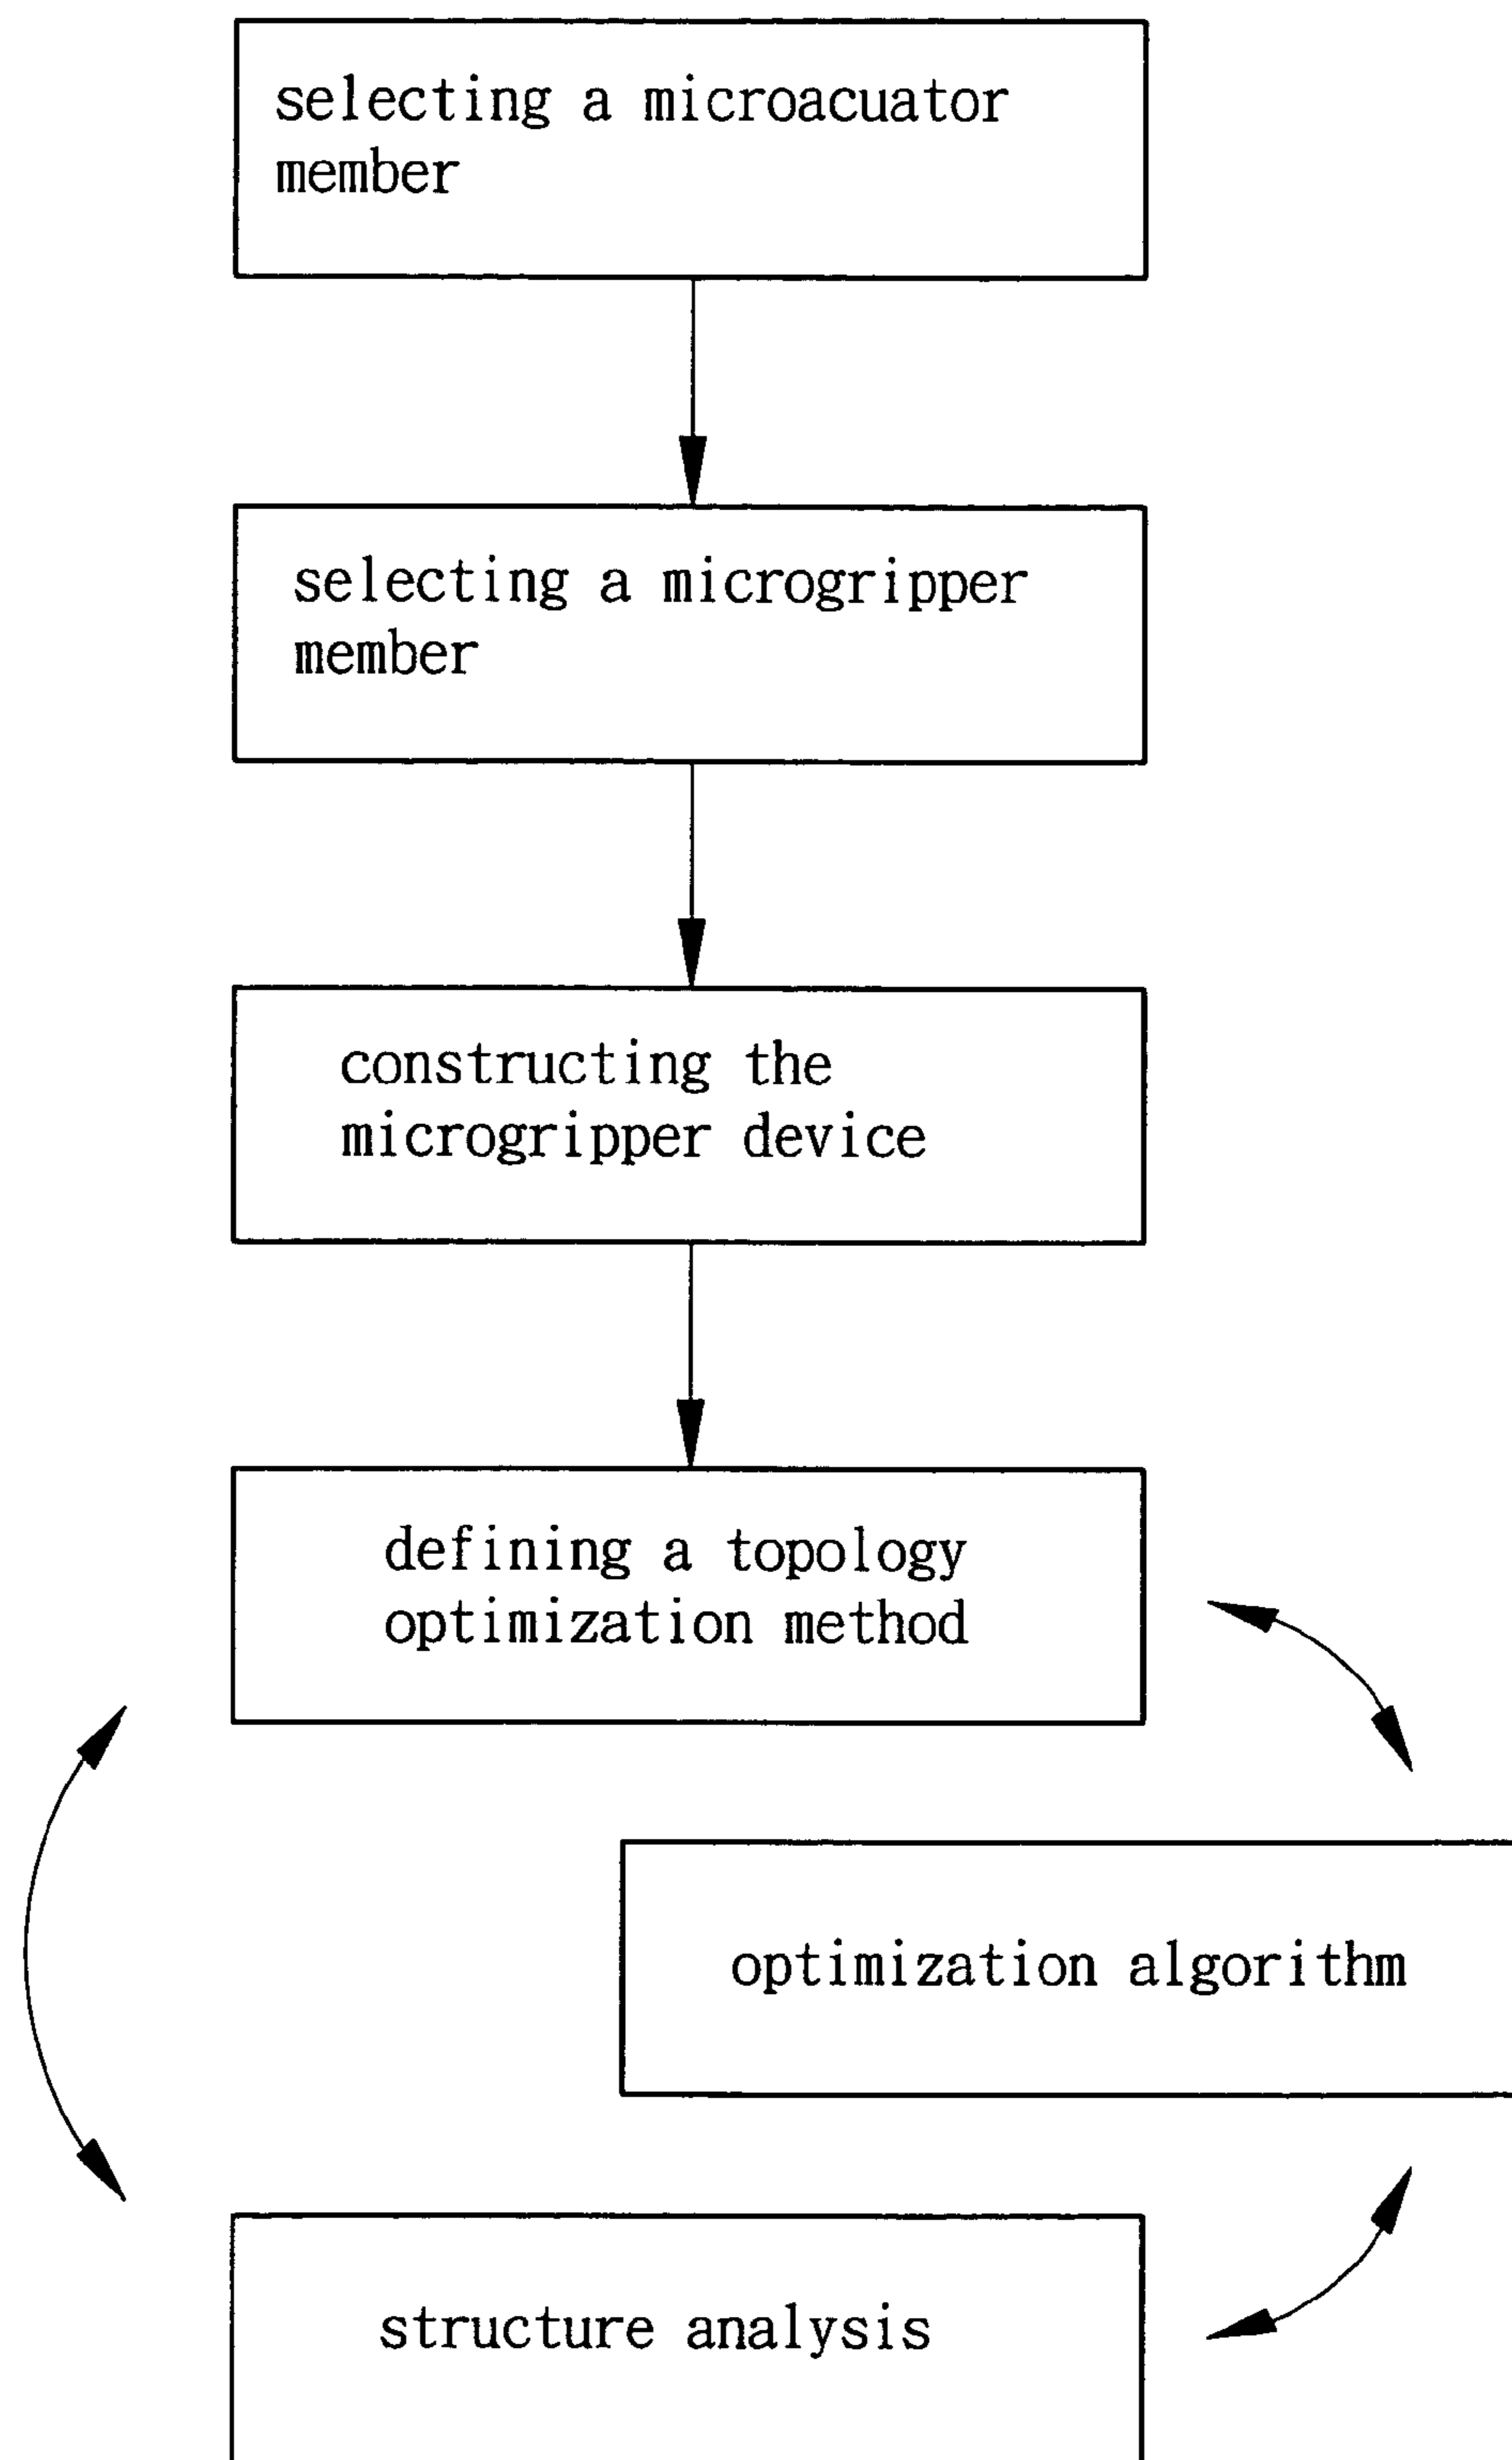 selecting a microacuator
member
selecting a microgripper
member
constructing the
microgripper device
defining a topology
optimization method
optimization algorithm
structure analysis